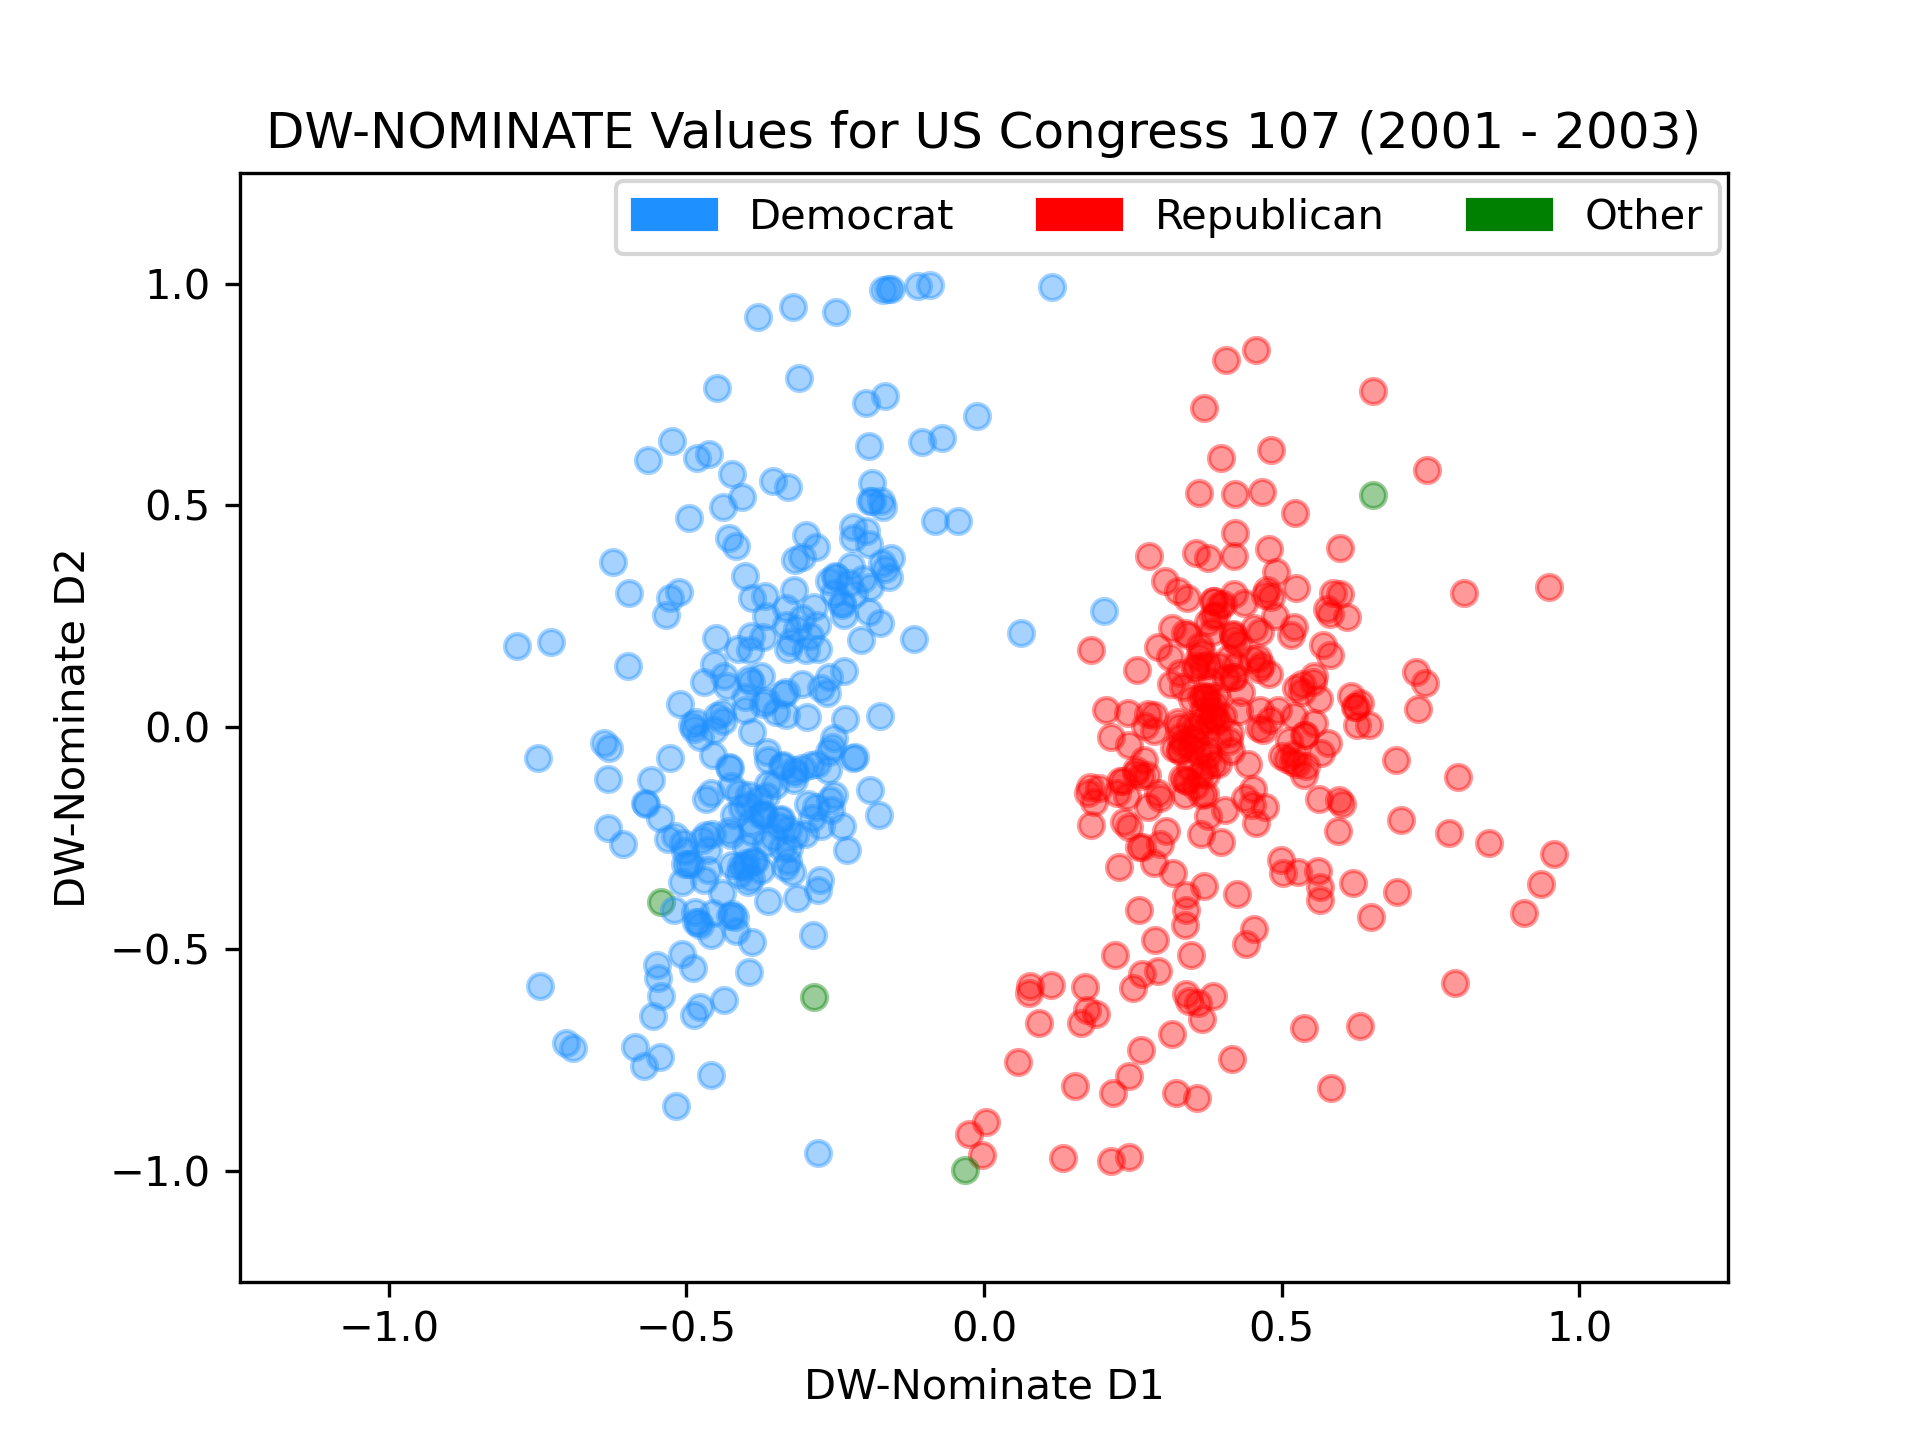 DW-NOMINATE Values for US Congress 107 (2001 - 2003)
Democrat Republican Other
1.0
0.5
0.0
−0.5
−1.0
DW-Nominate D2
−1.0 −0.5 0.0 0.5 1.0
DW-Nominate D1